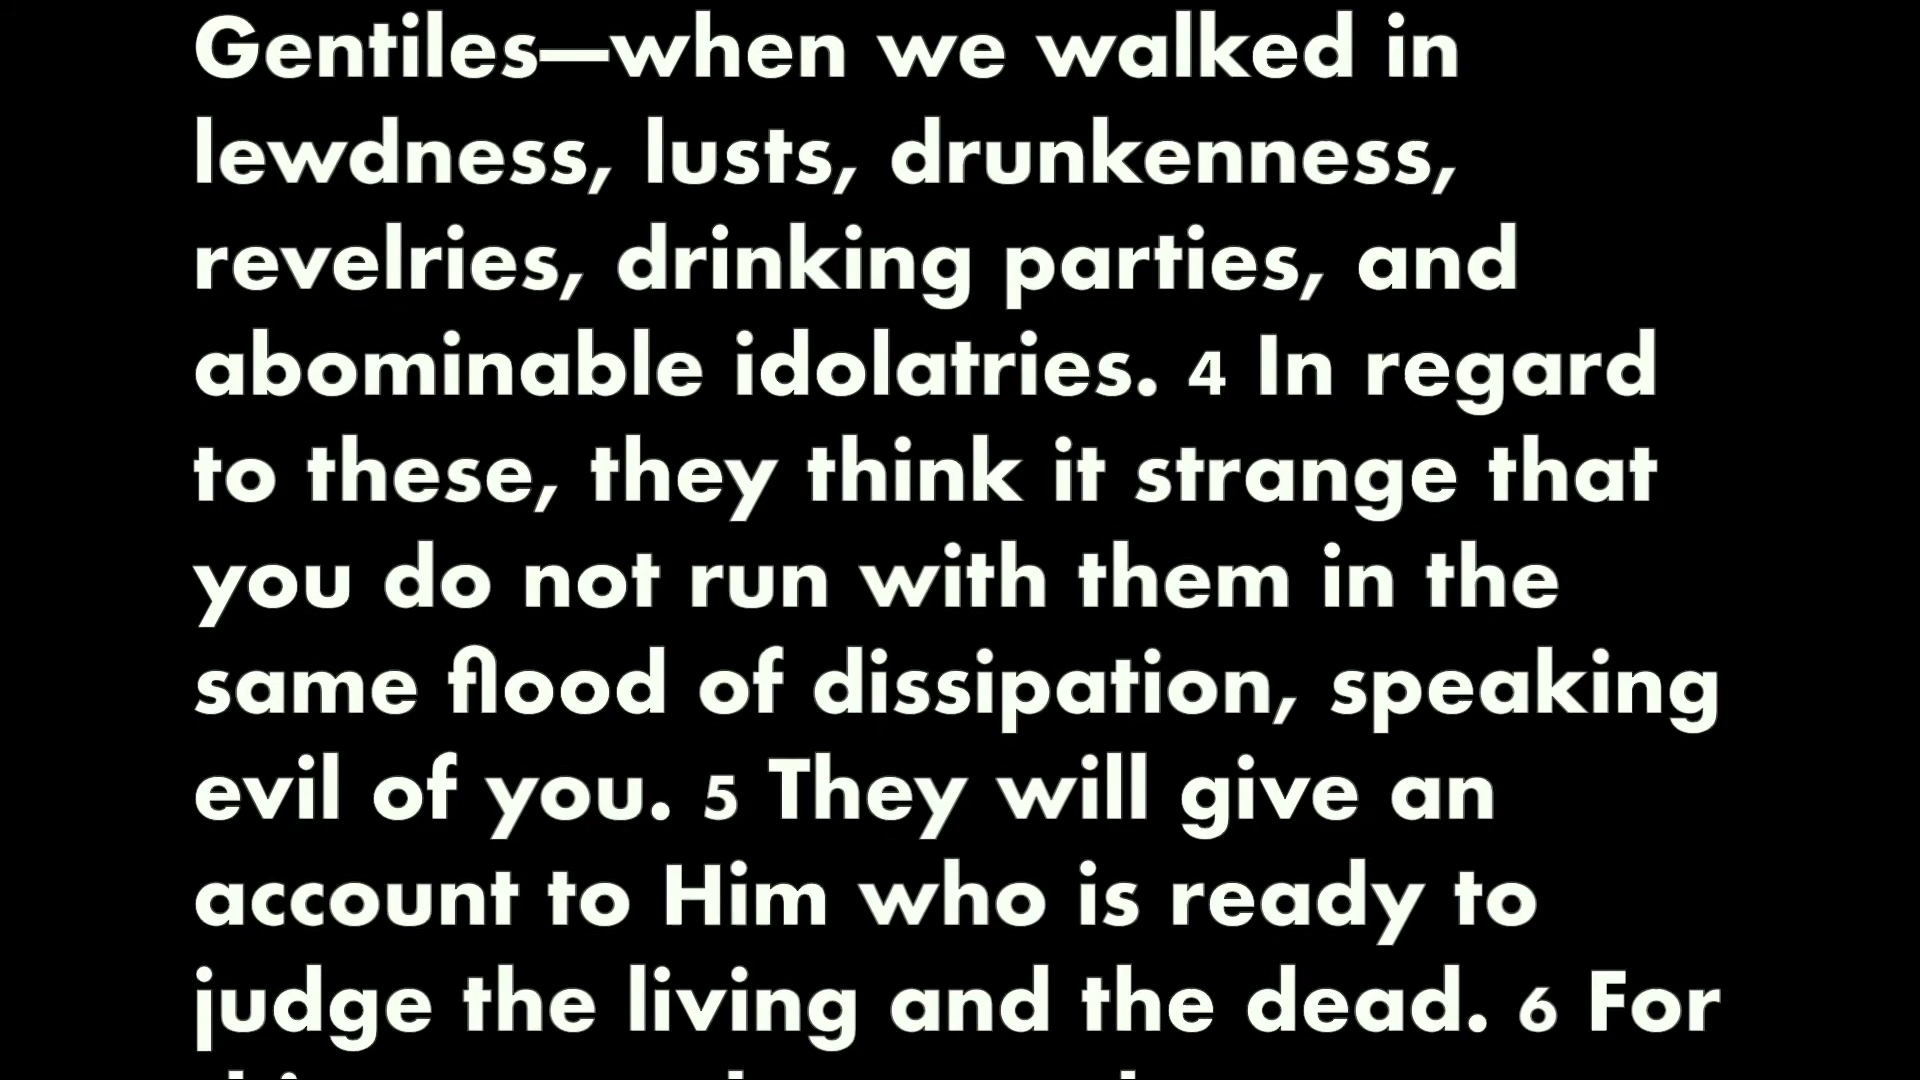 Gentiles—when we walked in
lewdness, lusts, drunkenness,
revelries, drinking parties, and
abominable idolatries. 4 In regard
to these, they think it strange that
you do not run with them in the
same flood of dissipation, speaking
evil of you. 5 They will give an
account to Him who is ready to
judge the living and the dead. 6 For